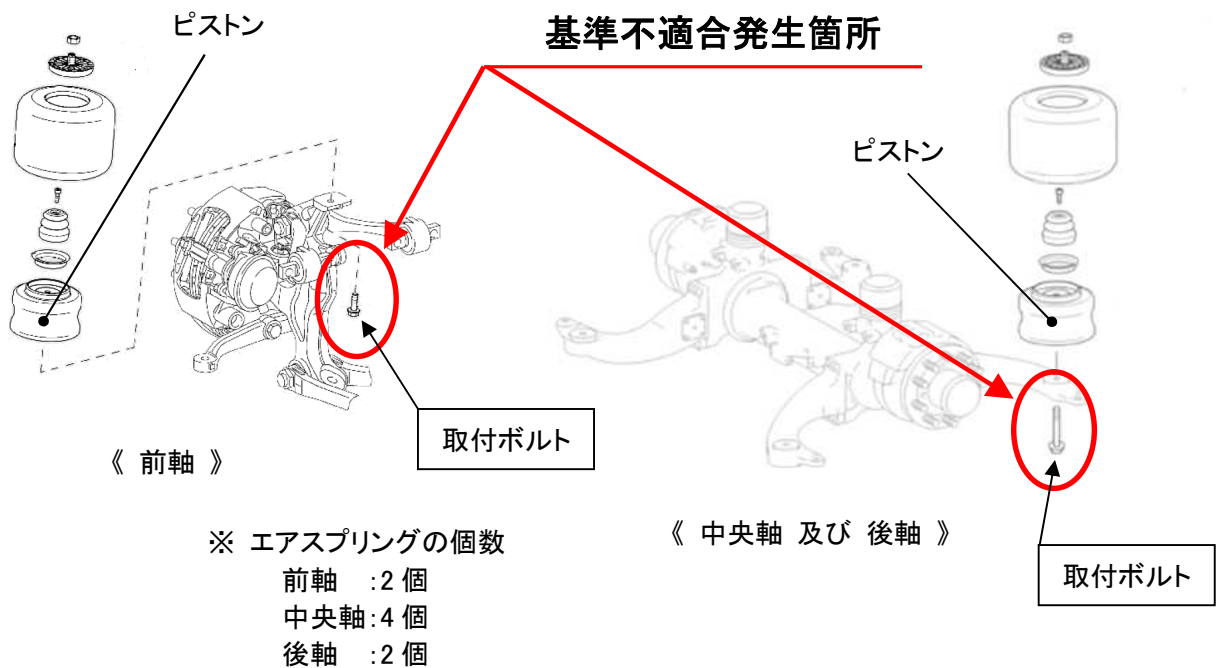 ピストン
基準不適合発生箇所
ピストン
取付ボルト
《 前軸 》
※ エアスプリングの個数
前軸 :2個
中央軸:4個
後軸 :2個
《 中央軸 及び 後軸 》
取付ボルト